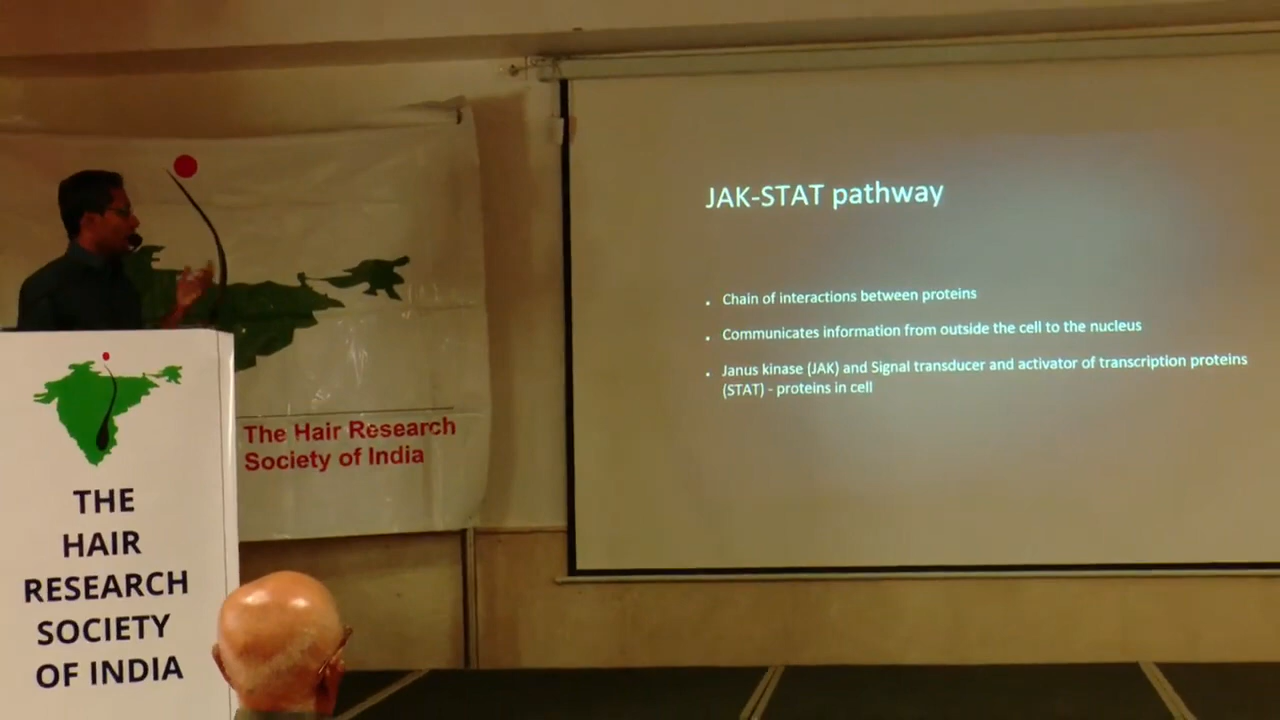 JAK-STAT pathway
. Chain of interactions between proteins
. Communicates information from outside the cell to the nucleus
. Janus kinase (JAK) and Signal transducer and activator of transcription proteins
(STAT) - proteins in cell
The Hair Research
Society of India
THE
HAIR
RESEARCH
SOCIETY
OF INDIA